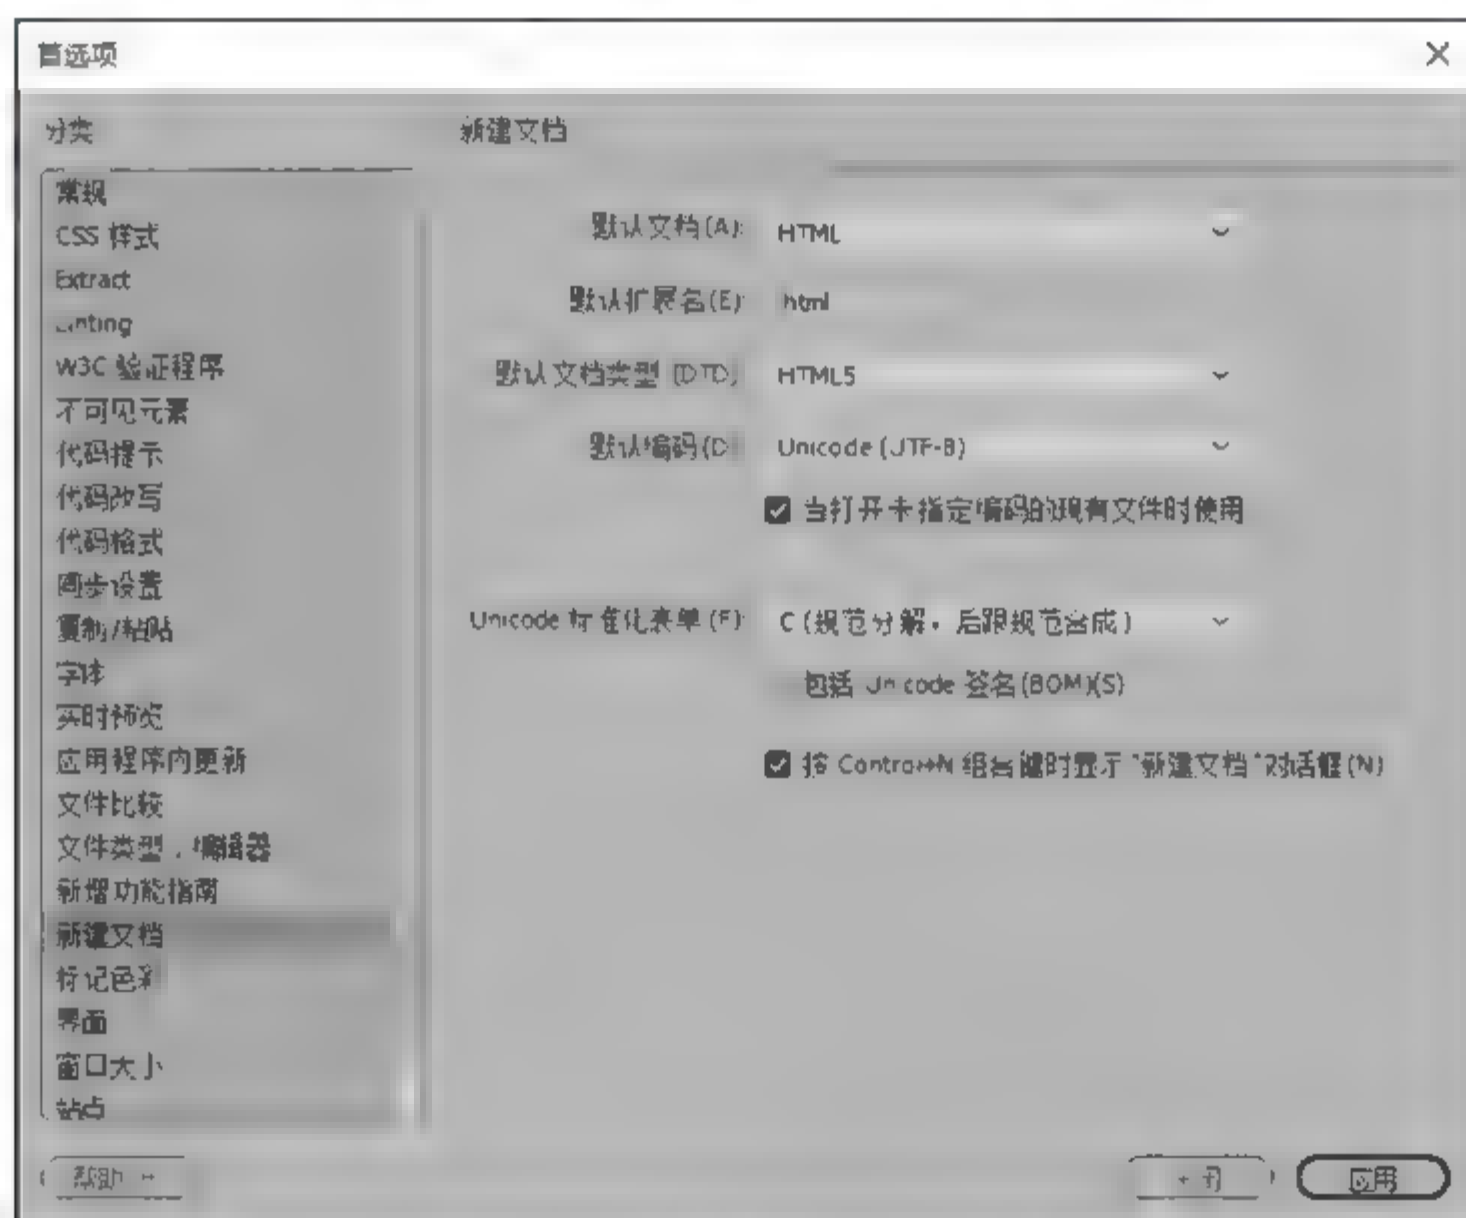 首选项
分类
新建文档
常规
CSS 样式
Extract
Linting
W3C 验证程序
不可见元素
代码提示
代码改写
代码格式
同步设置
复制/粘贴
字体
实时预览
应用程序内更新
文件比较
文件类型/编辑器
新增功能指南
新建文档
标记色彩
界面
窗口大小
站点
默认文档(A): HTML
默认扩展名(E): .html
默认文档类型 (DTD): HTML5
默认编码(D): Unicode (UTF-8)
当打开未指定编码的现有文件时使用
Unicode 标准化表单(F): C (规范分解,后跟规范合成)
包括 Unicode 签名(BOM)(S)
按 Control+N 组合键时显示“新建文档”对话框(N)
帮助
应用